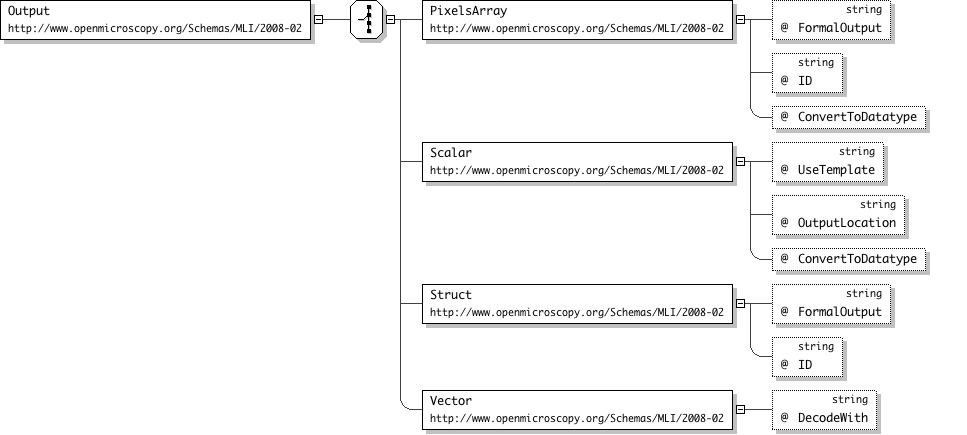 Output
http://www.openmicroscopy.org/Schemas/MLI/2008-02
PixelsArray
http://www.openmicroscopy.org/Schemas/MLI/2008-02
string
@ FormalOutput
string
@ ID
@ ConvertToDatatype
Scalar
http://www.openmicroscopy.org/Schemas/MLI/2008-02
string
@ UseTemplate
string
@ OutputLocation
@ ConvertToDatatype
Struct
http://www.openmicroscopy.org/Schemas/MLI/2008-02
string
@ FormalOutput
string
@ ID
Vector
http://www.openmicroscopy.org/Schemas/MLI/2008-02
string
@ DecodeWith